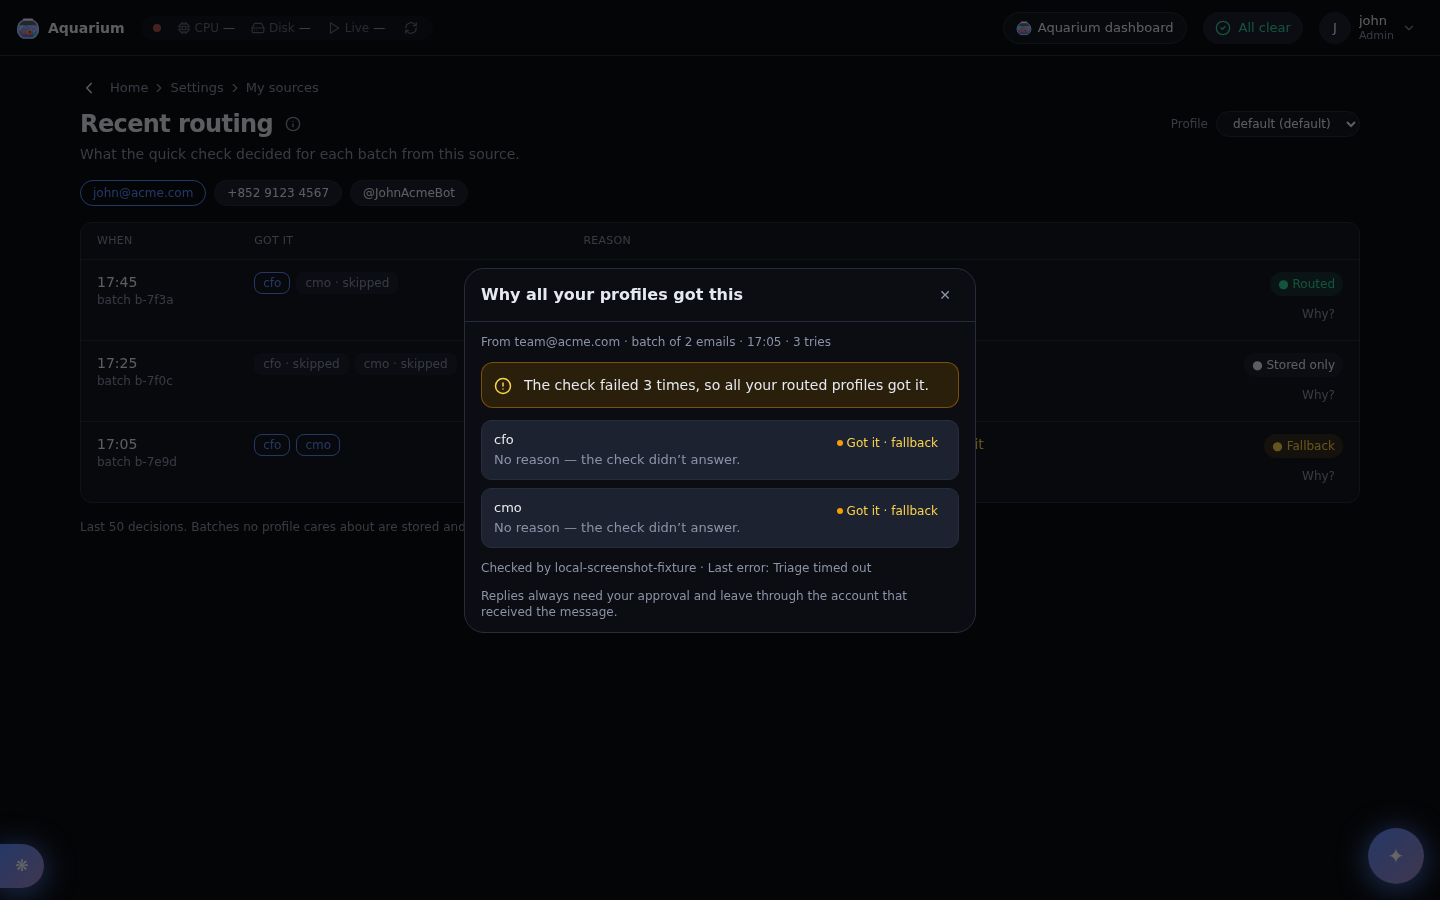 Aquarium
CPU —
Disk —
Live —
Aquarium dashboard
All clear
J
john
Admin
Home
Settings
My sources
Recent routing
Profile
default (default)
What the quick check decided for each batch from this source.
john@acme.com
+852 9123 4567
@JohnAcmeBot
WHEN
GOT IT
REASON
17:45
batch b-7f3a
cfo
cmo · skipped
Routed
Why?
17:25
batch b-7f0c
cfo · skipped
cmo · skipped
Stored only
Why?
17:05
batch b-7e9d
cfo
cmo
it
Fallback
Why?
Last 50 decisions. Batches no profile cares about are stored and
Why all your profiles got this
×
From team@acme.com · batch of 2 emails · 17:05 · 3 tries
The check failed 3 times, so all your routed profiles got it.
cfo
Got it · fallback
No reason — the check didn’t answer.
cmo
Got it · fallback
No reason — the check didn’t answer.
Checked by local-screenshot-fixture · Last error: Triage timed out
Replies always need your approval and leave through the account that
received the message.